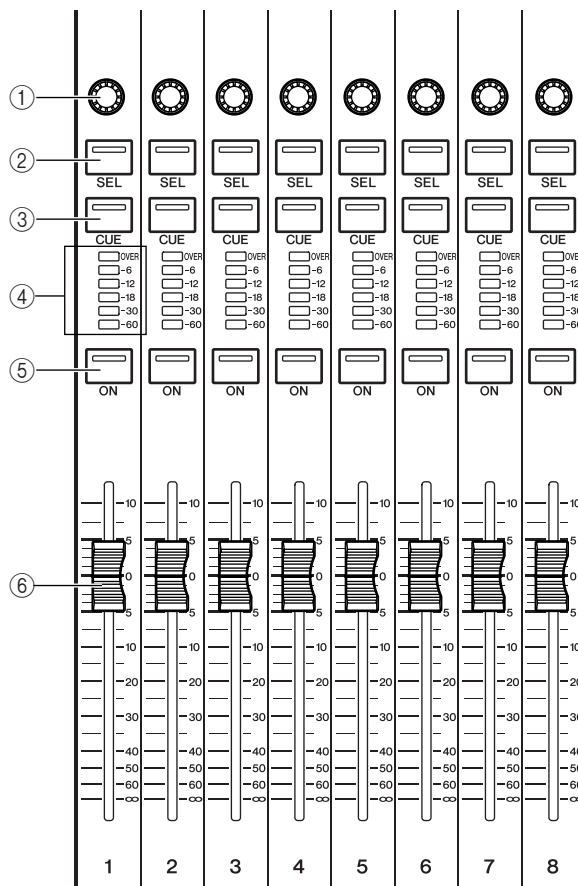 ①
②
SEL SEL SEL SEL SEL SEL SEL SEL
③
CUE CUE CUE CUE CUE CUE CUE CUE
④
OVER OVER OVER OVER OVER OVER OVER OVER
-6 -6 -6 -6 -6 -6 -6 -6
-12 -12 -12 -12 -12 -12 -12 -12
-18 -18 -18 -18 -18 -18 -18 -18
-30 -30 -30 -30 -30 -30 -30 -30
-60 -60 -60 -60 -60 -60 -60 -60
⑤
ON ON ON ON ON ON ON ON
10 10 10 10 10 10 10 10
5 5 5 5 5 5 5 5
⑥
0 0 0 0 0 0 0 0
5 5 5 5 5 5 5 5
10 10 10 10 10 10 10 10
20 20 20 20 20 20 20 20
30 30 30 30 30 30 30 30
40 40 40 40 40 40 40 40
50 50 50 50 50 50 50 50
60 60 60 60 60 60 60 60
∞ ∞ ∞ ∞ ∞ ∞ ∞ ∞
1 2 3 4 5 6 7 8